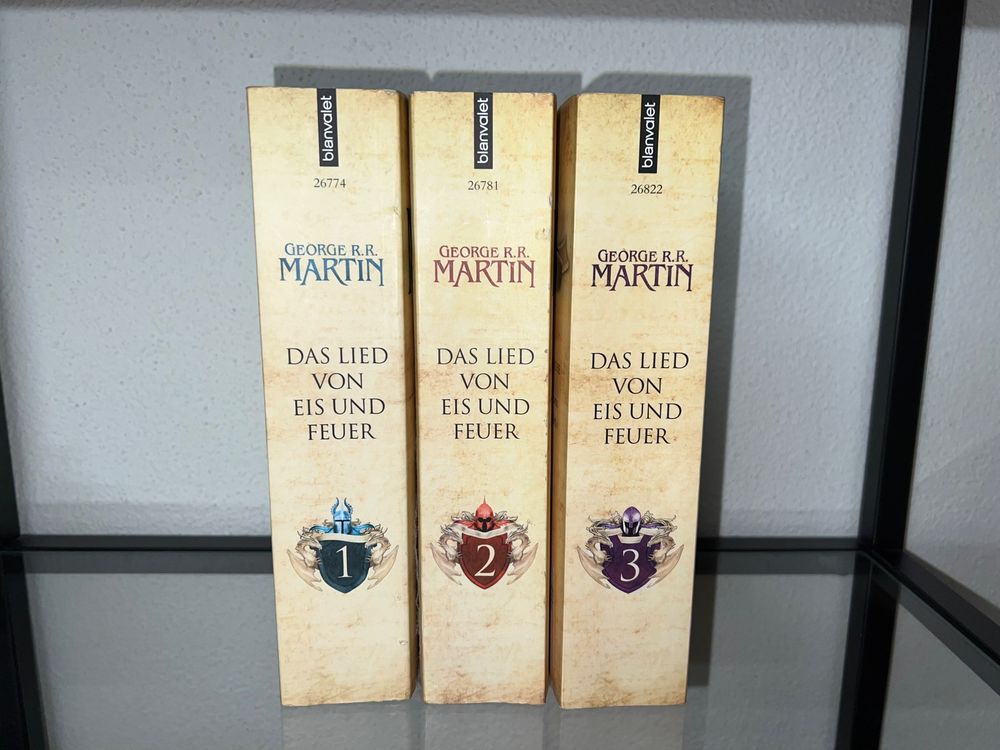 blanvalet
26774
GEORGE R.R.
MARTIN
DAS LIED
VON
EIS UND
FEUER
1
blanvalet
26781
GEORGE R.R.
MARTIN
DAS LIED
VON
EIS UND
FEUER
2
blanvalet
26822
GEORGE R.R.
MARTIN
DAS LIED
VON
EIS UND
FEUER
3